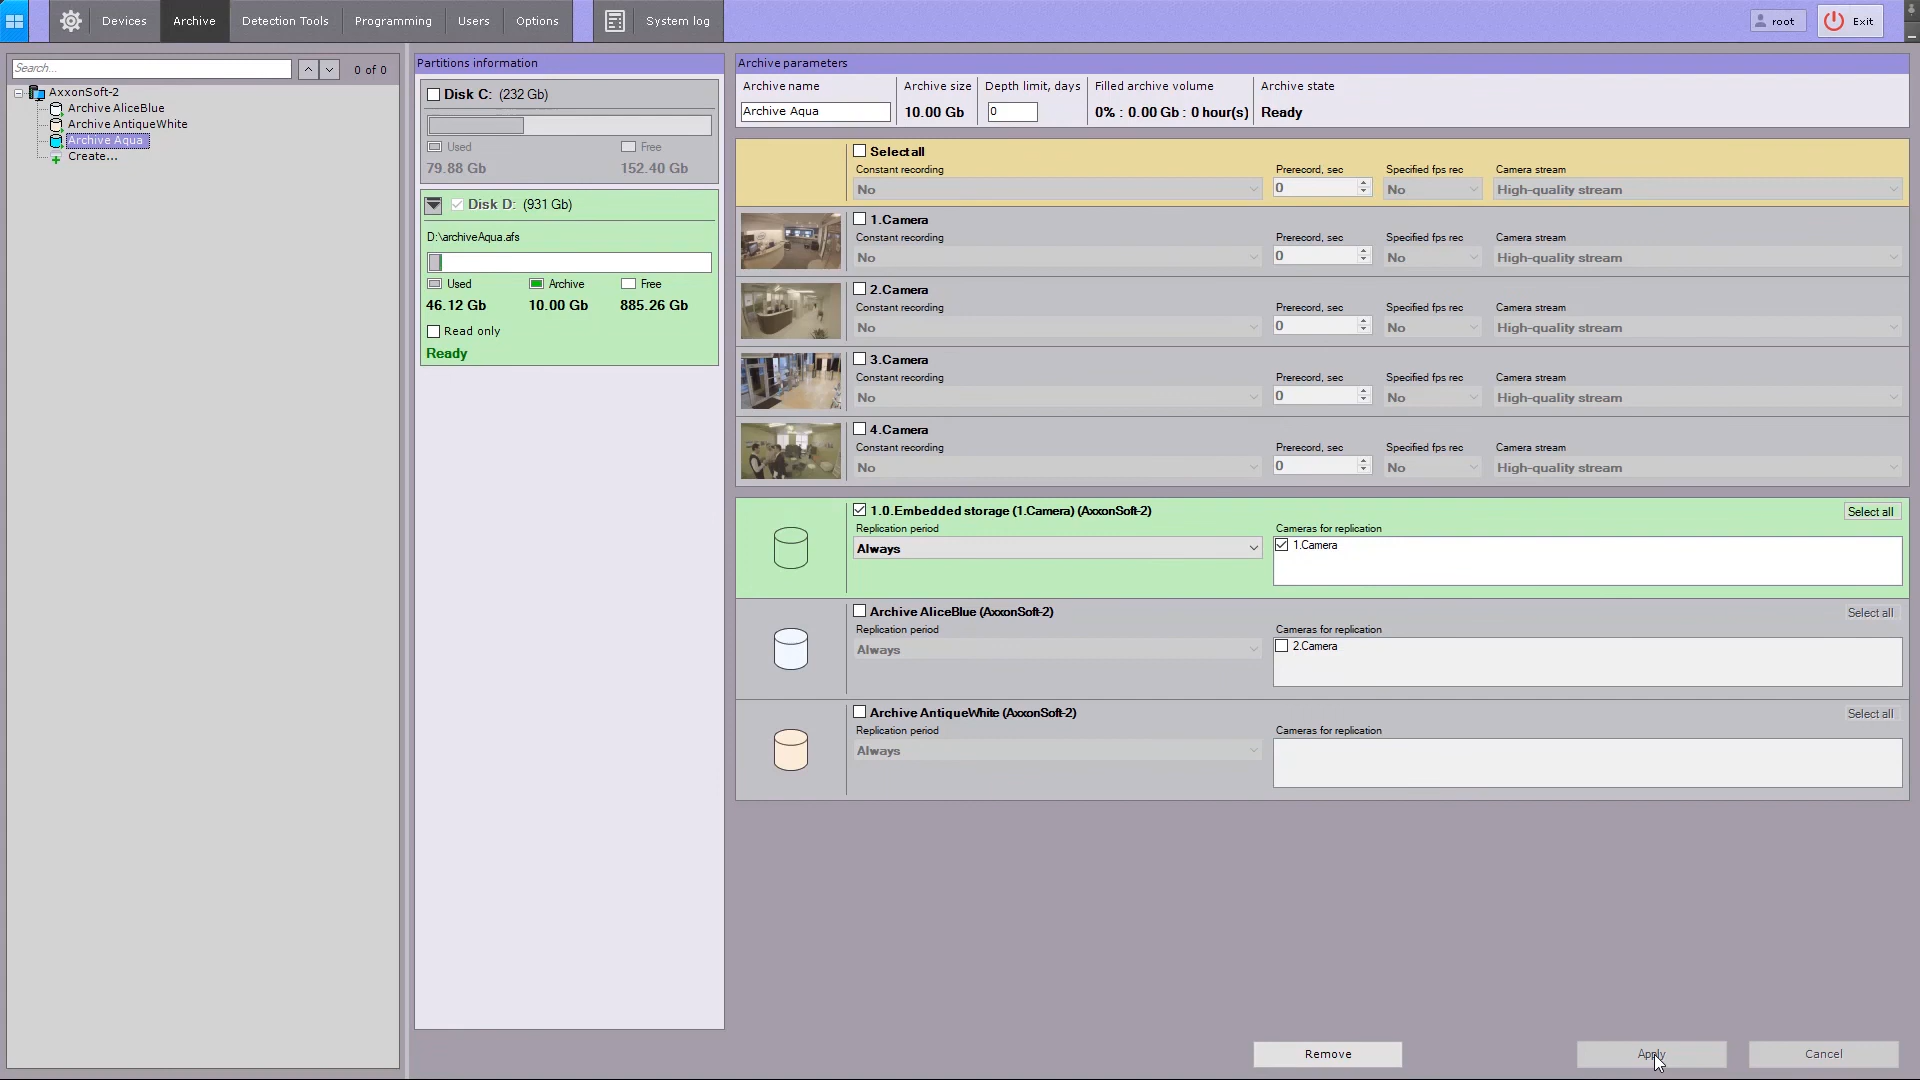 Devices
Archive
Detection Tools
Programming
Users
Options
System log
root
Exit
Search...
0 of 0
AxxonSoft-2
Archive AliceBlue
Archive AntiqueWhite
Archive Aqua
Create...
Partitions information
Disk C: (232 Gb)
Used
Free
79.88 Gb
152.40 Gb
Disk D: (931 Gb)
D:\archiveAqua.afs
Used
Archive
Free
46.12 Gb
10.00 Gb
885.26 Gb
Read only
Ready
Archive parameters
Archive name
Archive size
Depth limit, days
Filled archive volume
Archive state
Archive Aqua
10.00 Gb
0
0% : 0.00 Gb : 0 hour(s)
Ready
Select all
Constant recording
Prerecord, sec
Specified fps rec
Camera stream
No
0
No
High-quality stream
1.Camera
Constant recording
Prerecord, sec
Specified fps rec
Camera stream
No
0
No
High-quality stream
2.Camera
Constant recording
Prerecord, sec
Specified fps rec
Camera stream
No
0
No
High-quality stream
3.Camera
Constant recording
Prerecord, sec
Specified fps rec
Camera stream
No
0
No
High-quality stream
4.Camera
Constant recording
Prerecord, sec
Specified fps rec
Camera stream
No
0
No
High-quality stream
1.0.Embedded storage (1.Camera) (AxxonSoft-2)
Select all
Replication period
Cameras for replication
Always
1.Camera
Archive AliceBlue (AxxonSoft-2)
Select all
Replication period
Cameras for replication
Always
2.Camera
Archive AntiqueWhite (AxxonSoft-2)
Select all
Replication period
Cameras for replication
Always
Remove
Apply
Cancel